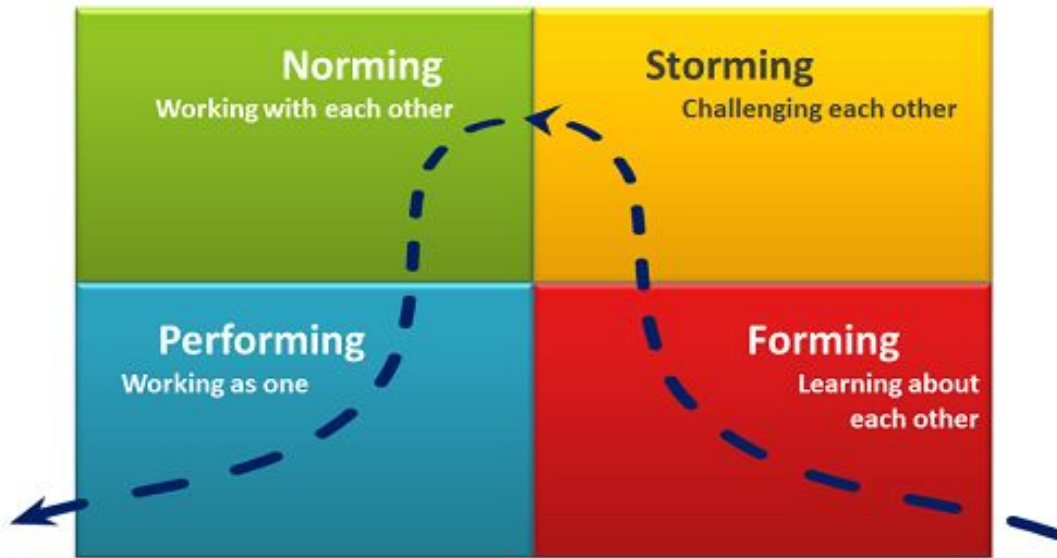 Norming
Working with each other
Storming
Challenging each other
Performing
Working as one
Forming
Learning about
each other